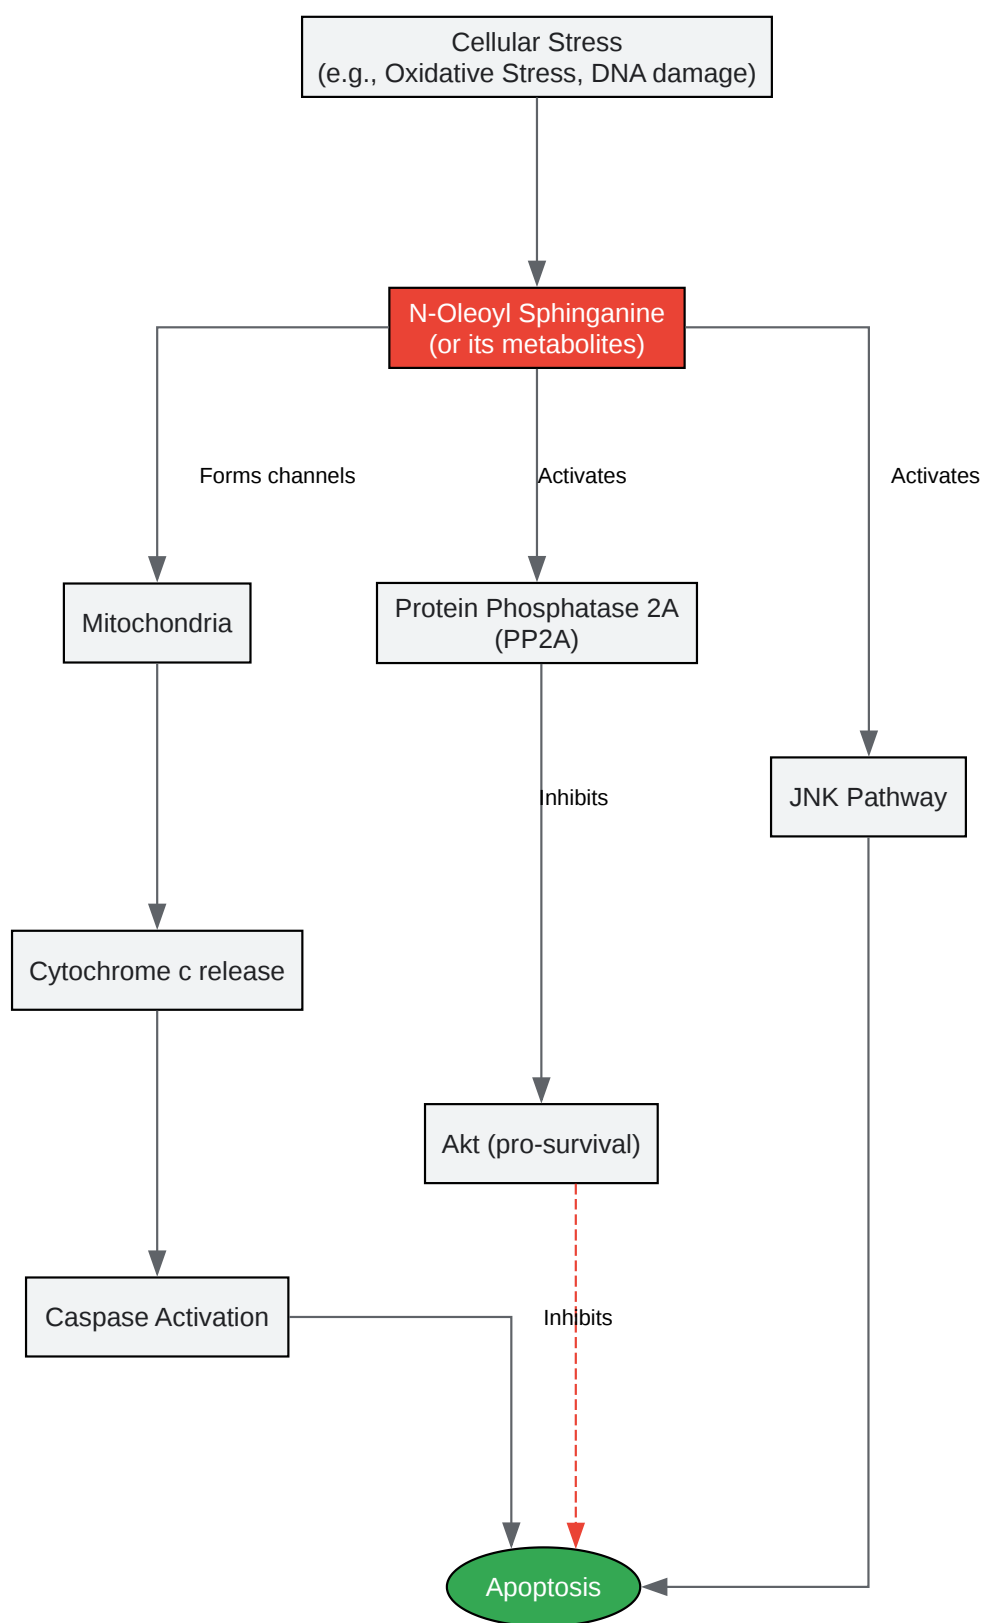 Cellular Stress
(e.g., Oxidative Stress, DNA damage)
N-Oleoyl Sphinganine
(or its metabolites)
Forms channels
Activates
Activates
Mitochondria
Protein Phosphatase 2A
(PP2A)
JNK Pathway
Inhibits
Cytochrome c release
Akt (pro-survival)
Caspase Activation
Inhibits
Apoptosis